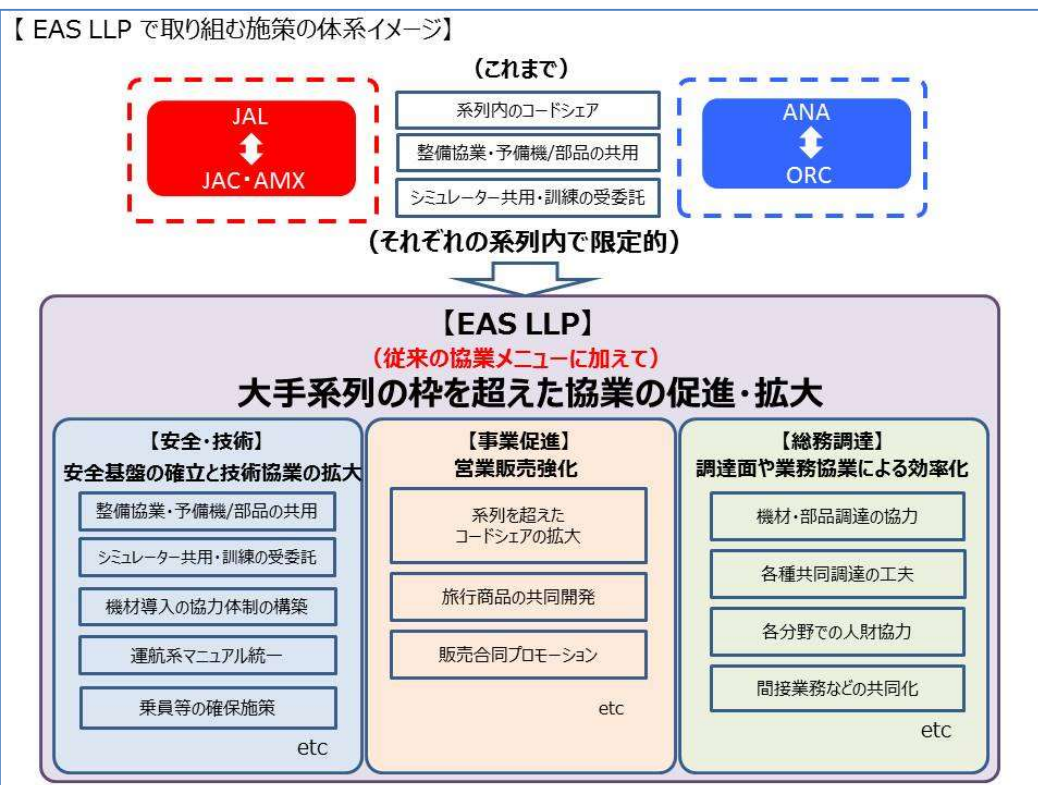 【 EAS LLP で取り組む施策の体系イメージ】
（これまで）
JAL
JAC・AMX
系列内のコードシェア
整備協業・予備機/部品の共用
シミュレーター共用・訓練の受委託
ANA
ORC
（それぞれの系列内で限定的）
【EAS LLP】
（従来の協業メニューに加えて）
大手系列の枠を超えた協業の促進・拡大
【安全・技術】
安全基盤の確立と技術協業の拡大
整備協業・予備機/部品の共用
シミュレーター共用・訓練の受委託
機材導入の協力体制の構築
運航系マニュアル統一
乗員等の確保施策
etc
【事業促進】
営業販売強化
系列を超えた
コードシェアの拡大
旅行商品の共同開発
販売合同プロモーション
etc
【総務調達】
調達面や業務協業による効率化
機材・部品調達の協力
各種共同調達の工夫
各分野での人財協力
間接業務などの共同化
etc